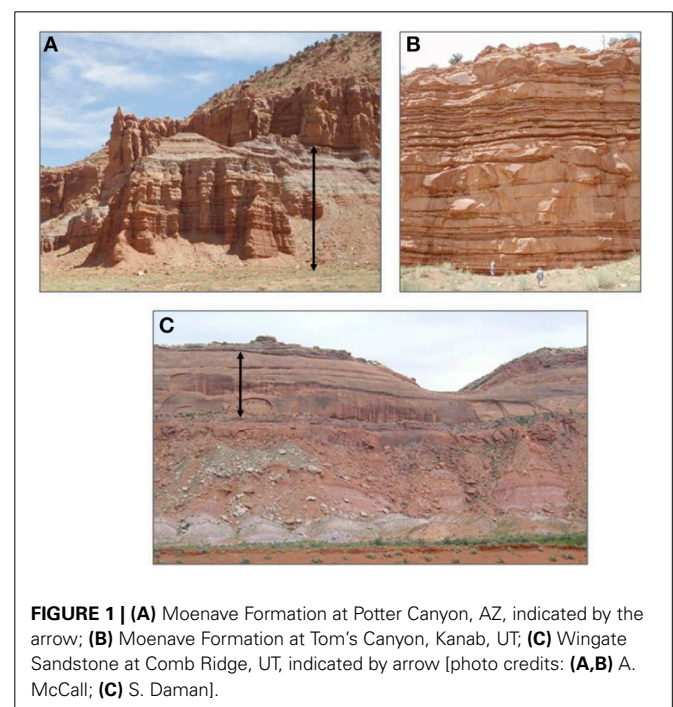 A
B
C
FIGURE 1 | (A) Moenave Formation at Potter Canyon, AZ, indicated by the
arrow; (B) Moenave Formation at Tom's Canyon, Kanab, UT; (C) Wingate
Sandstone at Comb Ridge, UT, indicated by arrow [photo credits: (A,B) A.
McCall; (C) S. Daman].